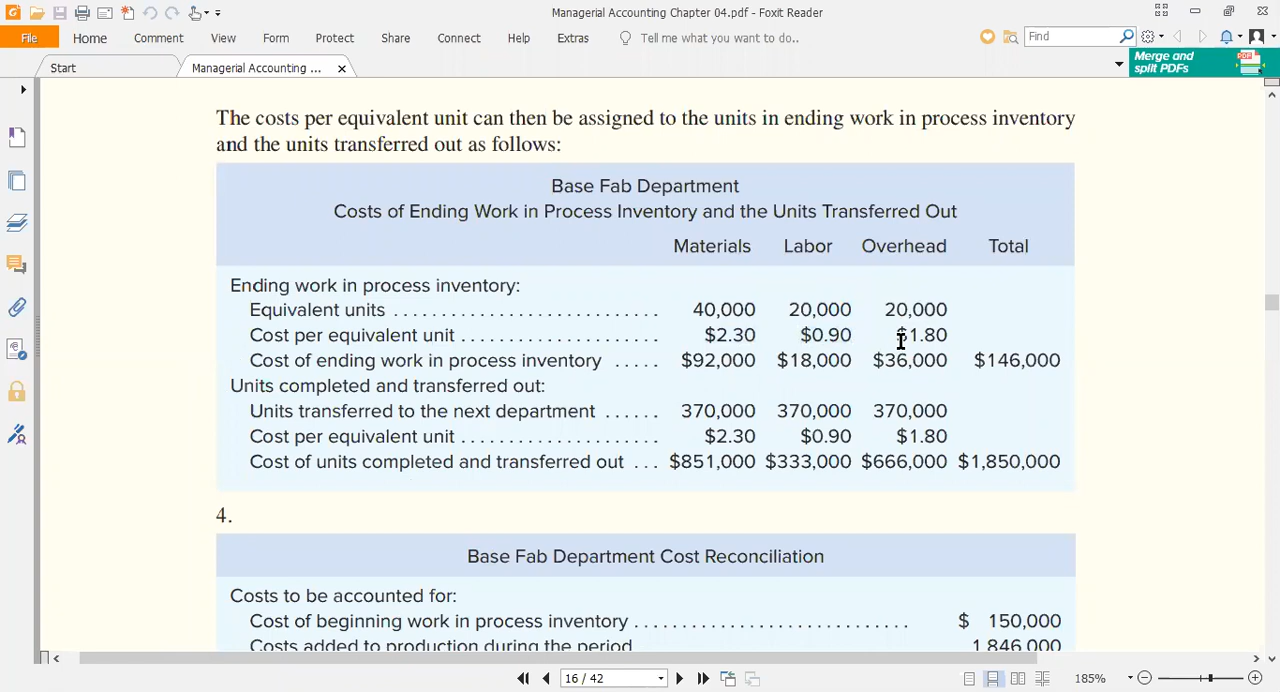 Managerial Accounting Chapter 04.pdf - Foxit Reader
File Home Comment View Form Protect Share Connect Help Extras Tell me what you want to do.. Find
Start Managerial Accounting ... Merge and
split PDFs
The costs per equivalent unit can then be assigned to the units in ending work in process inventory
and the units transferred out as follows:
Base Fab Department
Costs of Ending Work in Process Inventory and the Units Transferred Out
Materials Labor Overhead Total
Ending work in process inventory:
Equivalent units . . . . . . . . . . . . . . . . . . . . . . . . . . . 40,000 20,000 20,000
Cost per equivalent unit . . . . . . . . . . . . . . . . . . . . $2.30 $0.90 $1.80
Cost of ending work in process inventory . . . . . $92,000 $18,000 $36,000 $146,000
Units completed and transferred out:
Units transferred to the next department . . . . . . 370,000 370,000 370,000
Cost per equivalent unit . . . . . . . . . . . . . . . . . . . . $2.30 $0.90 $1.80
Cost of units completed and transferred out . . . $851,000 $333,000 $666,000 $1,850,000
4.
Base Fab Department Cost Reconciliation
Costs to be accounted for:
Cost of beginning work in process inventory . . . . . . . . . . . . . . . . . . . . . . . . . . . . $ 150,000
Costs added to production during the period 1,846,000
16 / 42 185%